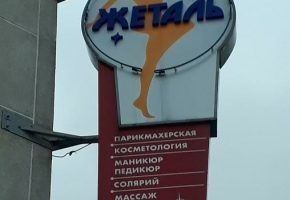 ЖЕТАЛЬ
ПАРИКМАХЕРСКАЯ
КОСМЕТОЛОГИЯ
МАНИКЮР
ПЕДИКЮР
СОЛЯРИЙ
МАССАЖ